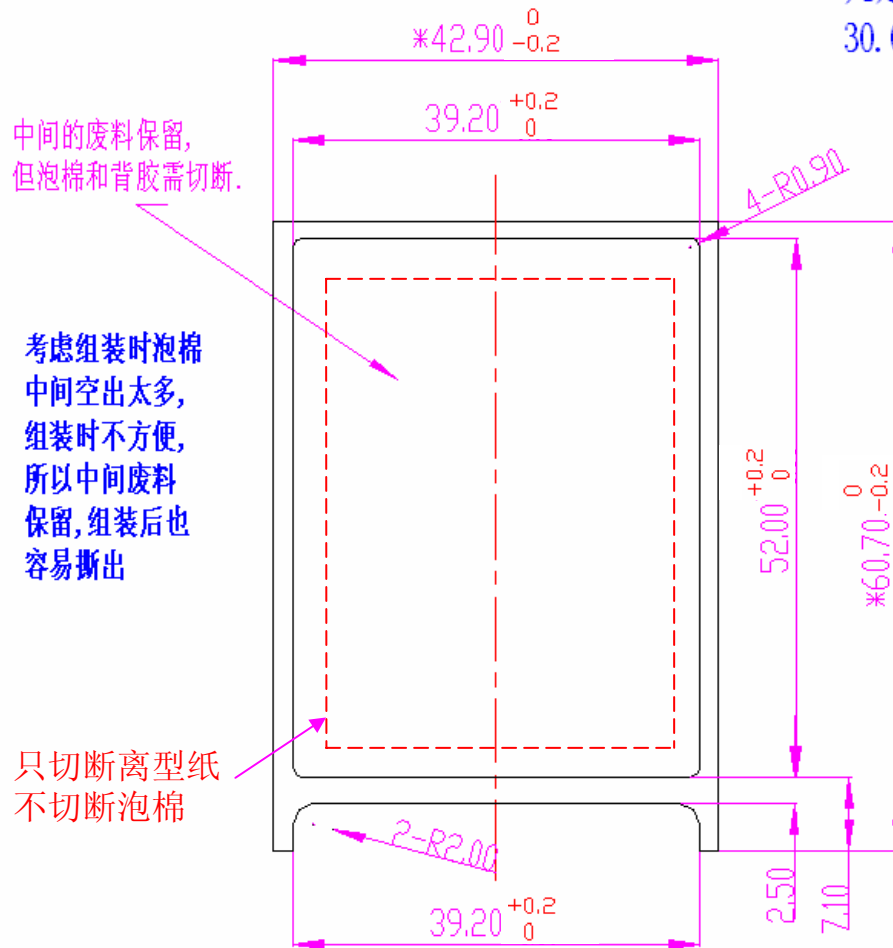 *42.90 0 -0.2
30.
39.20 +0.2 0
中间的废料保留,
但泡棉和背胶需切断.
4-R0.90
考虑组装时泡棉
中间空出太多,
组装时不方便,
所以中间废料
保留,组装后也
容易撕出
52.00 +0.2 0
*60.70 0 -0.2
只切断离型纸
不切断泡棉
2-R2.00
2.50
7.10
39.20 +0.2 0